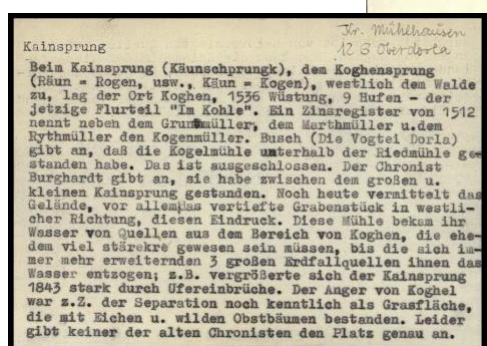 Kr. Mühlhausen
12 G Oberdorla
Kainsprung
Beim Kainsprung (Käunschprungk), dem Koghensprung
(Räun = Rogen, usw., Käun = Kogen), westlich dem Walde
zu, lag der Ort Koghen, 1536 Wüstung, 9 Hufen - der
jetzige Flurteil "Im Kohle". Ein Zinsregister von 1512
nennt neben dem Grundmüller, dem Marthmüller u.dem
Rythmüller den Kogenmüller. Busch (Die Vogtei Dorla)
gibt an, daß die Kogelmühle unterhalb der Riedmühle ge-
standen habe. Das ist ausgeschlossen. Der Chronist
Burghardt gibt an, sie habe zwischen dem großen u.
kleinen Kainsprung gestanden. Noch heute vermittelt das
Gelände, vor allem das vertiefte Grabenstück in westli-
cher Richtung, diesen Eindruck. Diese Mühle bekam ihr
Wasser von Quellen aus dem Bereich von Koghen, die ehe-
dem viel stärekre gewesen sein müssen, bis die sich im-
mer mehr erweiternden 3 großen Erdfallquellen ihnen das
Wasser entzogen; z.B. vergrößerte sich der Kainsprung
1843 stark durch Ufereinbrüche. Der Anger von Koghel
war z.Z. der Separation noch kenntlich als Grasfläche,
die mit Eichen u. wilden Obstbäumen bestanden. Leider
gibt keiner der alten Chronisten den Platz genau an.